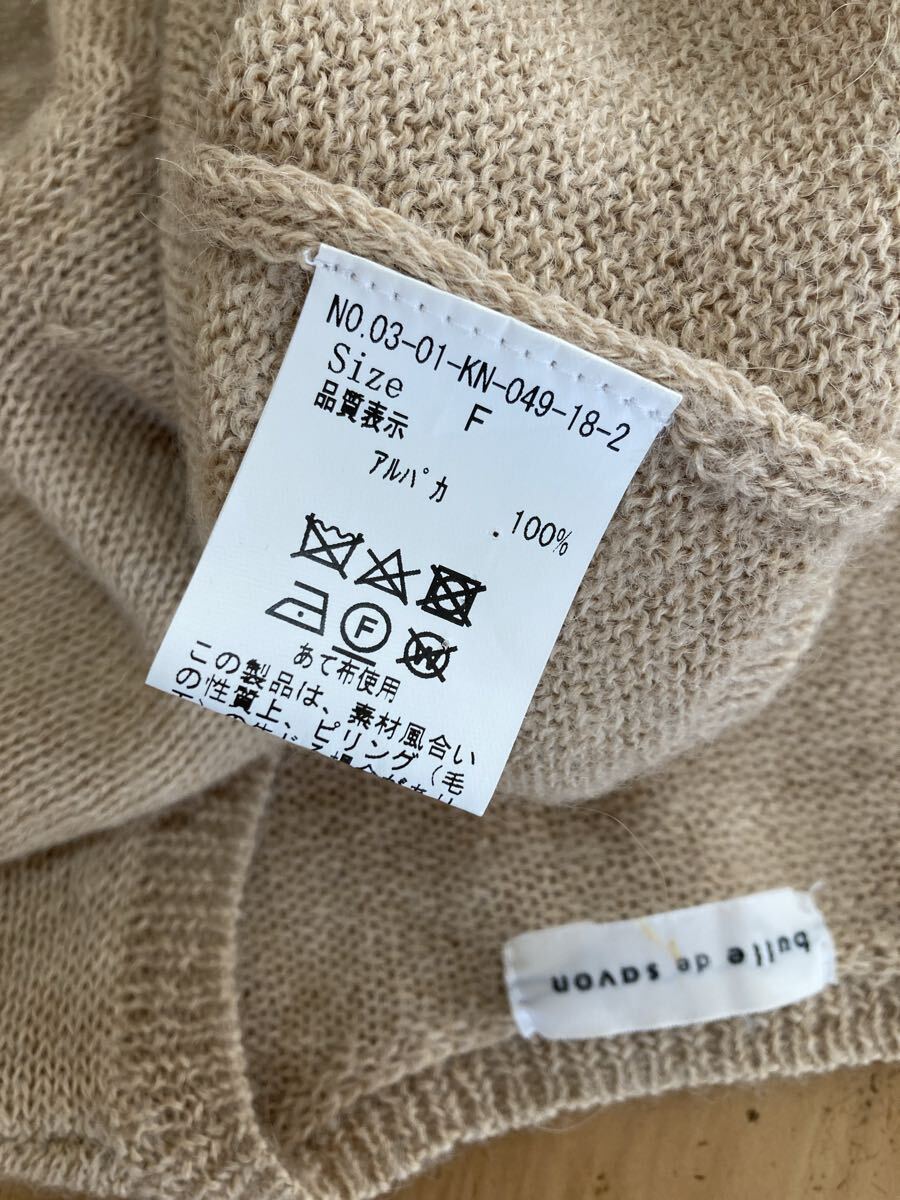 NO.03-01-KN-049-18-2
Size F
品質表示
アルパカ .100%
F
W
あて布使用
この製品は、素材風合い
の性質上、ピリング（毛
bulle de savon